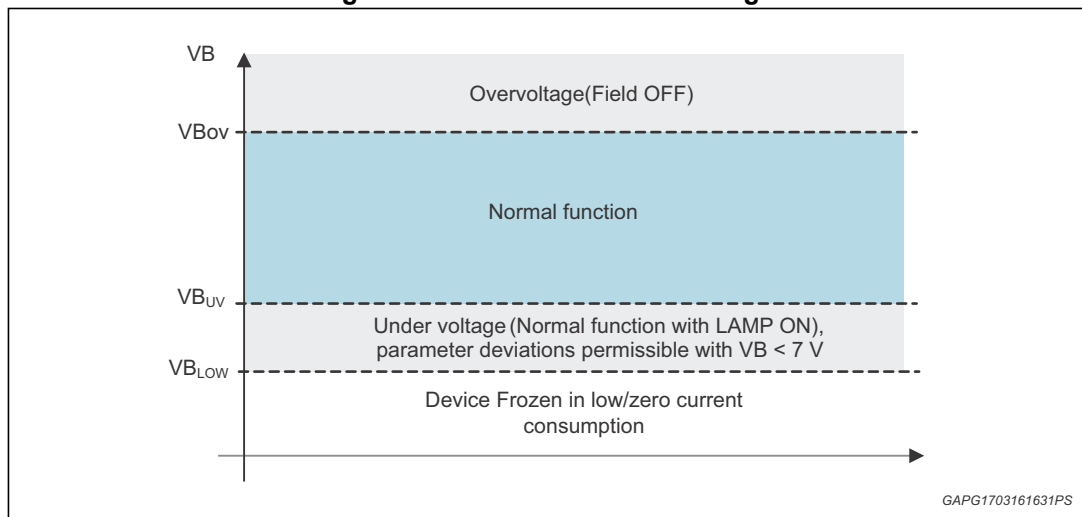 VB
Overvoltage(Field OFF)
VBov
Normal function
VBUV
Under voltage (Normal function with LAMP ON),
parameter deviations permissible with VB < 7 V
VBLOW
Device Frozen in low/zero current
consumption
GAPG1703161631PS